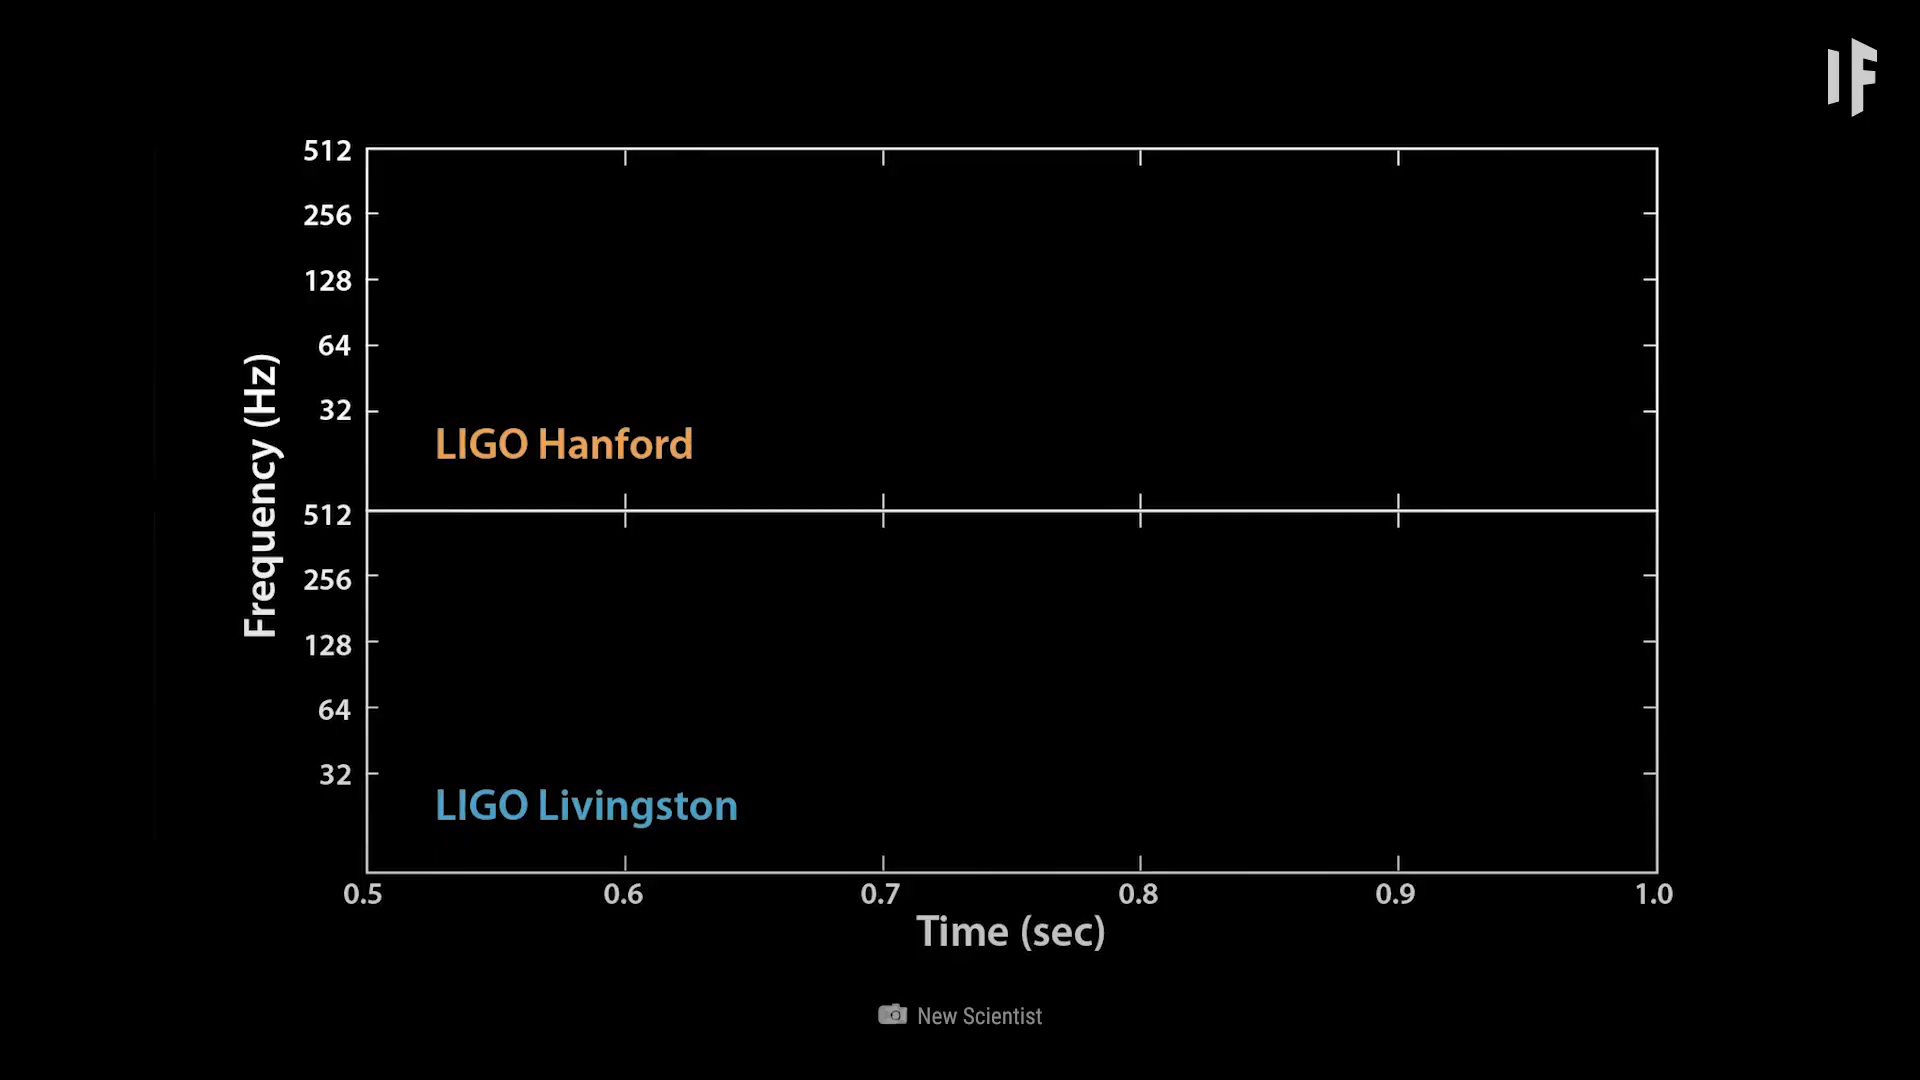 IF
512
256
128
64
32
LIGO Hanford
Frequency (Hz)
512
256
128
64
32
LIGO Livingston
0.5 0.6 0.7 0.8 0.9 1.0
Time (sec)
New Scientist